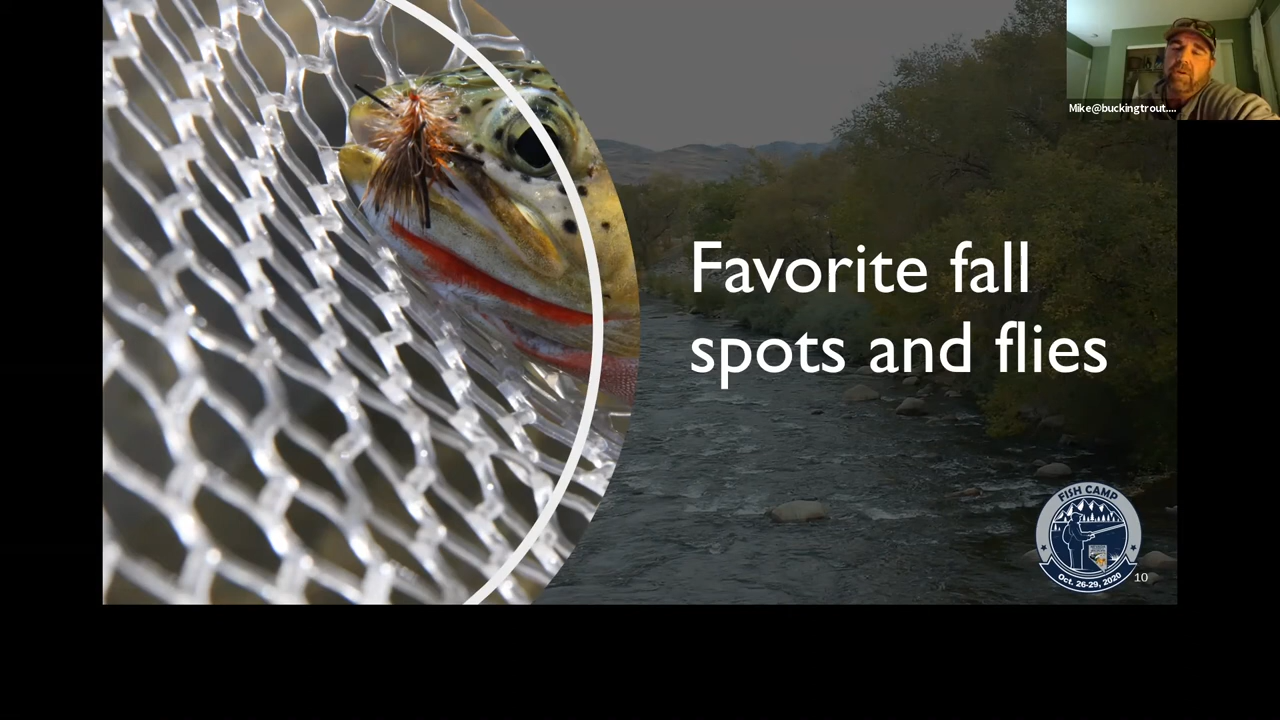 Mike@buckingtrout....
Favorite fall
spots and flies
FISH CAMP
Oct. 26-29, 2020
10